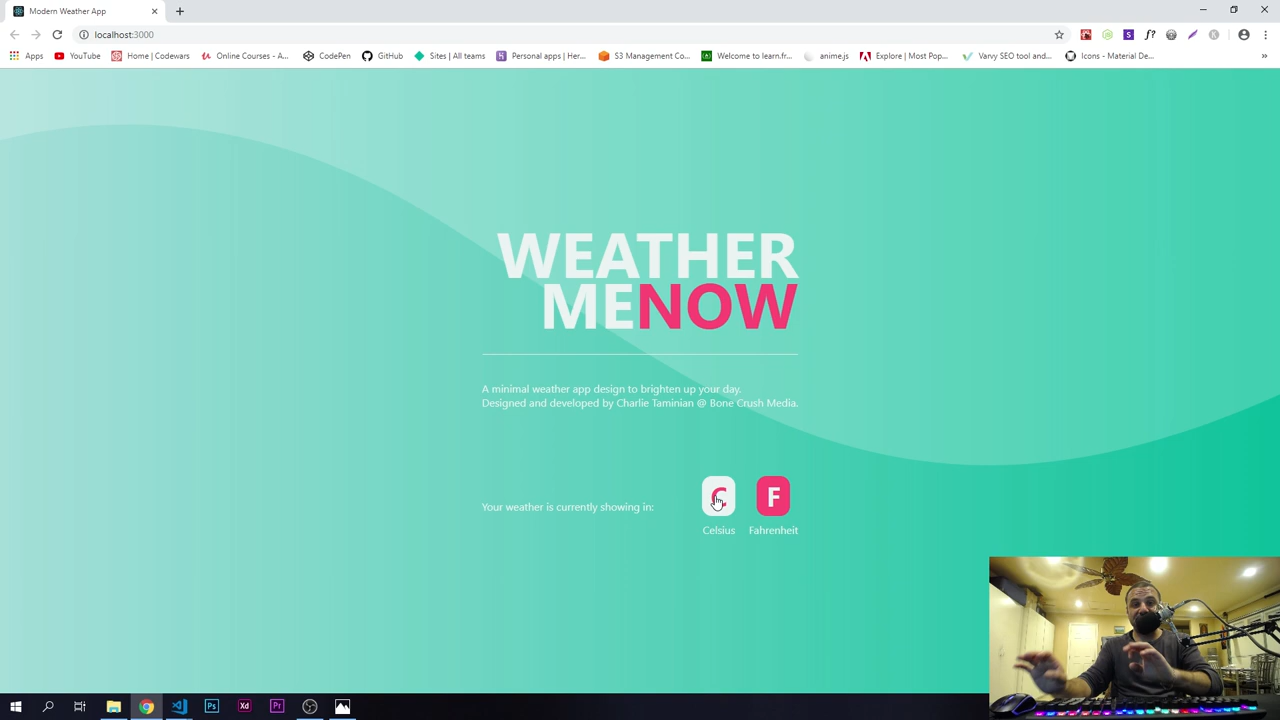 Modern Weather App
localhost:3000
Apps
YouTube
Home | Codewars
Online Courses - A...
CodePen
GitHub
Sites | All teams
Personal apps | Her...
S3 Management Co...
Welcome to learn.fr...
anime.js
Explore | Most Pop...
Varvy SEO tool and...
Icons - Material De...
WEATHER
MENOW
A minimal weather app design to brighten up your day.
Designed and developed by Charlie Taminian @ Bone Crush Media.
C F
Your weather is currently showing in:
Celsius Fahrenheit
Ps
Xd
Pr